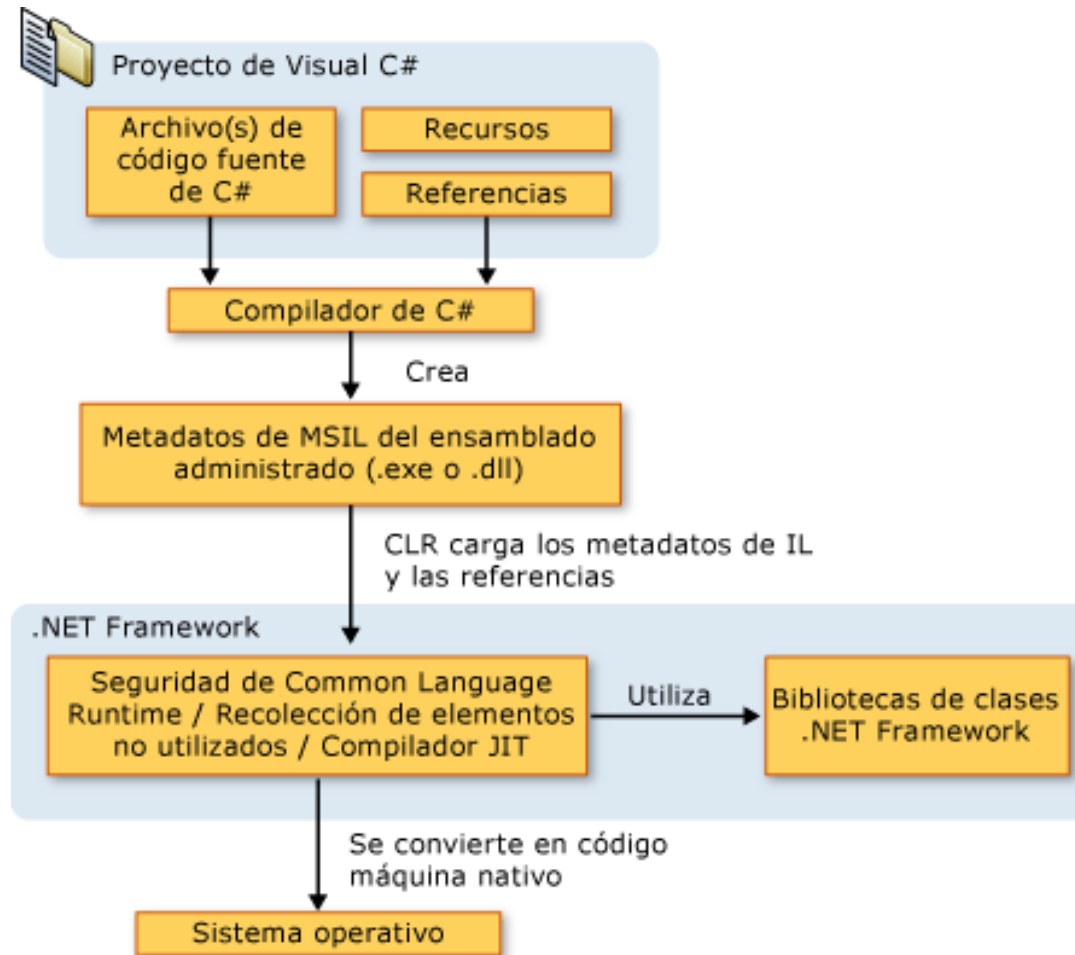 Proyecto de Visual C#
Archivo(s) de
código fuente
de C#
Recursos
Referencias
Compilador de C#
Crea
Metadatos de MSIL del ensamblado
administrado (.exe o .dll)
CLR carga los metadatos de IL
y las referencias
.NET Framework
Seguridad de Common Language
Runtime / Recolección de elementos
no utilizados / Compilador JIT
Utiliza
Bibliotecas de clases
.NET Framework
Se convierte en código
máquina nativo
Sistema operativo